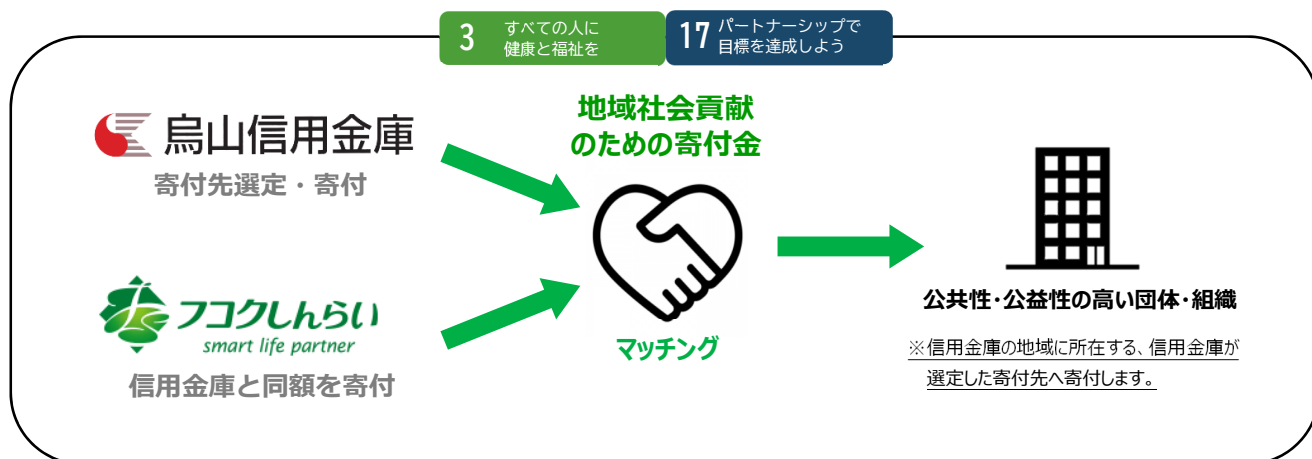 3
すべての人に
健康と福祉を
17
パートナーシップで
目標を達成しよう
烏山信用金庫
寄付先選定・寄付
フコクしんらい
smart life partner
信用金庫と同額を寄付
地域社会貢献
のための寄付金
マッチング
公共性・公益性の高い団体・組織
※信用金庫の地域に所在する、信用金庫が
選定した寄付先へ寄付します。